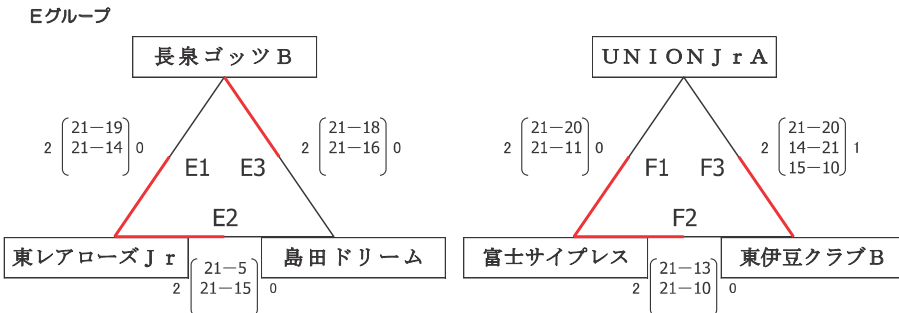 Eグループ
長泉ゴッツB
UNIONJrA
2 21−19 0
21−14
2 21−18 0
21−16
2 21−20 0
21−11
2 21−20 1
14−21
15−10
E1 E3
F1 F3
E2
F2
東レアローズJr
島田ドリーム
富士サイプレス
東伊豆クラブB
2 21−5 0
21−15
2 21−13 0
21−10